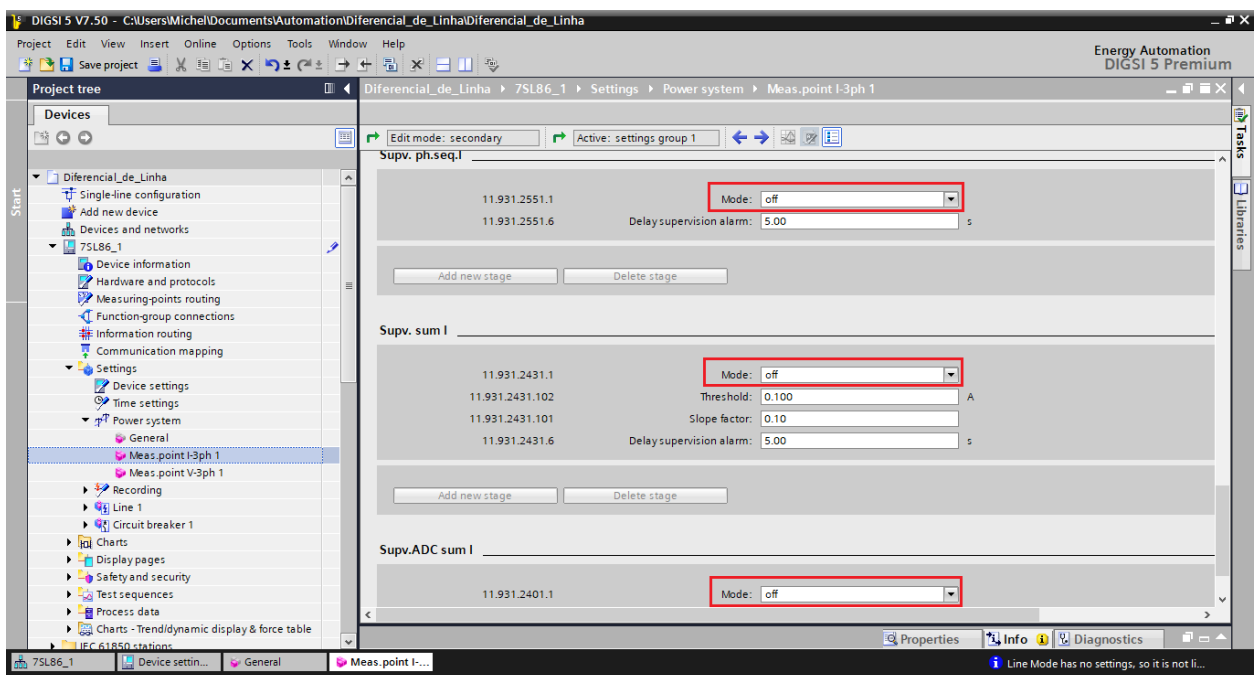 DIGSI 5 V7.50 - C:\Users\Michel\Documents\Automation\Diferencial_de_Linha\Diferencial_de_Linha
Project Edit View Insert Online Options Tools Window Help
Save project
Energy Automation
DIGSI 5 Premium
Project tree
Diferencial_de_Linha 7SL86_1 Settings Power system Meas.point I-3ph 1
Devices
Edit mode: secondary
Active: settings group 1
Start
Diferencial_de_Linha
Single-line configuration
Add new device
Devices and networks
7SL86_1
Device information
Hardware and protocols
Measuring-points routing
Function-group connections
Information routing
Communication mapping
Settings
Device settings
Time settings
Power system
General
Meas.point I-3ph 1
Meas.point V-3ph 1
Recording
Line 1
Circuit breaker 1
Charts
Display pages
Safety and security
Test sequences
Process data
Charts - Trend/dynamic display & force table
IEC 61850 stations
Supv. ph.seq.I
11.931.2551.1 Mode: off
11.931.2551.6 Delay supervision alarm: 5.00 s
Add new stage Delete stage
Supv. sum I
11.931.2431.1 Mode: off
11.931.2431.102 Threshold: 0.100 A
11.931.2431.101 Slope factor: 0.10
11.931.2431.6 Delay supervision alarm: 5.00 s
Add new stage Delete stage
Supv.ADC sum I
11.931.2401.1 Mode: off
Tasks
Libraries
Properties Info Diagnostics
7SL86_1 Device settin... General Meas.point I-... Line Mode has no settings, so it is not li...